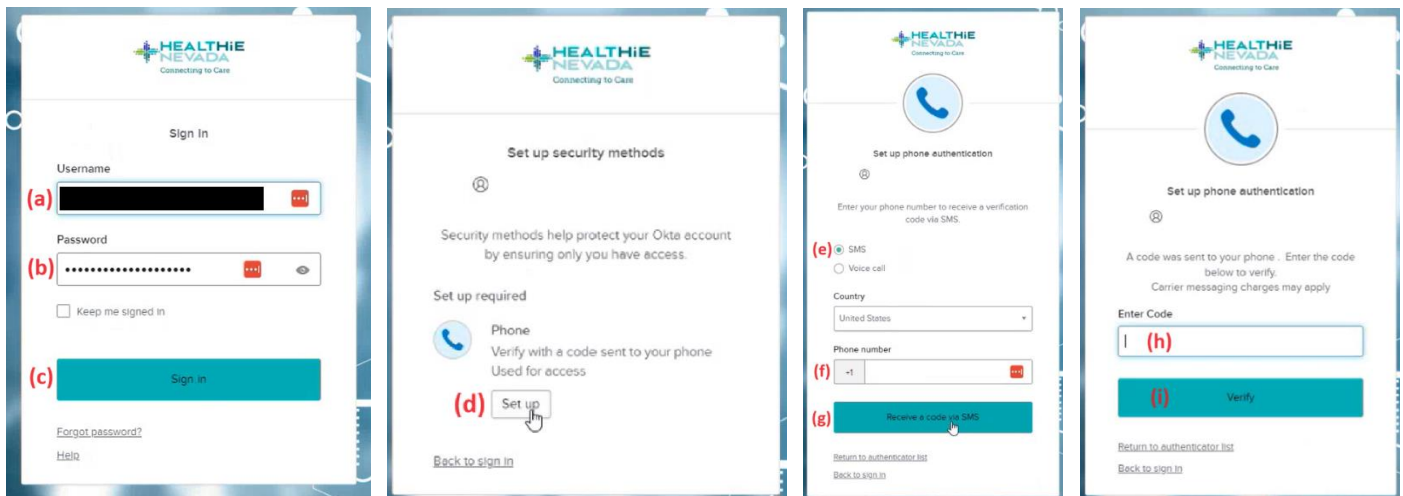 HEALTHiE
NEVADA
Connecting to Care
Sign In
Username
(a)
Password
(b)
Keep me signed in
(c) Sign in
Forgot password?
Help
HEALTHiE
NEVADA
Connecting to Care
Set up security methods
Security methods help protect your Okta account
by ensuring only you have access.
Set up required
Phone
Verify with a code sent to your phone
Used for access
(d) Set up
Back to sign in
HEALTHiE
NEVADA
Connecting to Care
Set up phone authentication
Enter your phone number to receive a verification
code via SMS.
(e) SMS
Voice call
Country
United States
Phone number
(f) +1
(g) Receive a code via SMS
Return to authenticator list
Back to sign in
HEALTHiE
NEVADA
Connecting to Care
Set up phone authentication
A code was sent to your phone . Enter the code
below to verify.
Carrier messaging charges may apply
Enter Code
(h)
(i) Verify
Return to authenticator list
Back to sign in